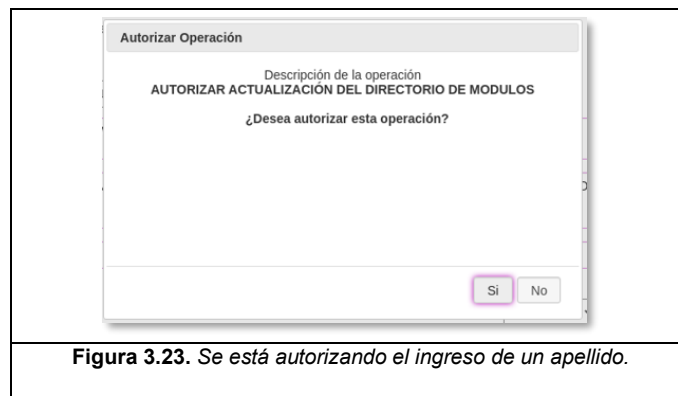 Autorizar Operación
Descripción de la operación
AUTORIZAR ACTUALIZACIÓN DEL DIRECTORIO DE MODULOS
¿Desea autorizar esta operación?
Si No
Figura 3.23. Se está autorizando el ingreso de un apellido.